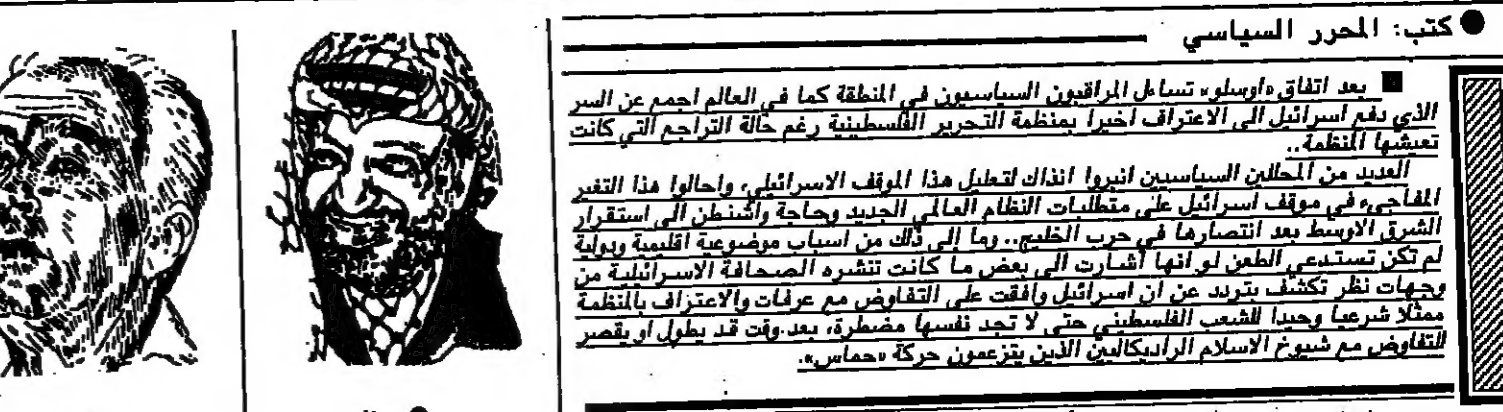 ● كتب: المحرر السياسي
■ بعد اتفاق «اوسلو» تساءل المراقبون السياسيون في المنطقة كما في العالم اجمع عن السر
الذي دفع اسرائيل الى الاعتراف اخيرا بمنظمة التحرير الفلسطينية رغم حالة التراجع التي كانت
تعيشها المنظمة..
العديد من المحللين السياسيين انبروا انذاك لتعليل هذا الموقف الاسرائيلي، واحالوا هذا التغير
المفاجىء في موقف اسرائيل على متطلبات النظام العالمي الجديد وحاجة واشنطن الى استقرار
الشرق الاوسط بعد انتصارها في حرب الخليج.. وما الى ذلك من اسباب موضوعية اقليمية ودولية
لم تكن تستدعي الطعن لو انها اشارت الى بعض ما كانت تنشره الصحافة الاسرائيلية من
وجهات نظر تكشف بتردد عن ان اسرائيل وافقت على التفاوض مع عرفات والاعتراف بالمنظمة
ممثلا شرعيا وحيدا للشعب الفلسطيني حتى لا تجد نفسها مضطرة، بعد وقت قد يطول او يقصر
للتفاوض مع شيوخ الاسلام الراديكاليين الذين يتزعمون حركة «حماس».